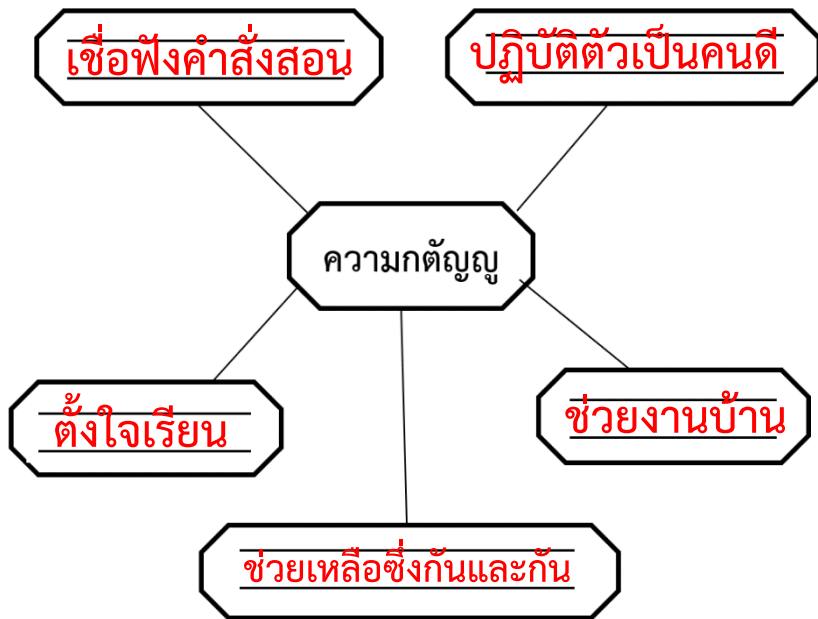 เชื่อฟังคำสั่งสอน
ปฏิบัติตัวเป็นคนดี
ความกตัญญู
ตั้งใจเรียน
ช่วยงานบ้าน
ช่วยเหลือซึ่งกันและกัน